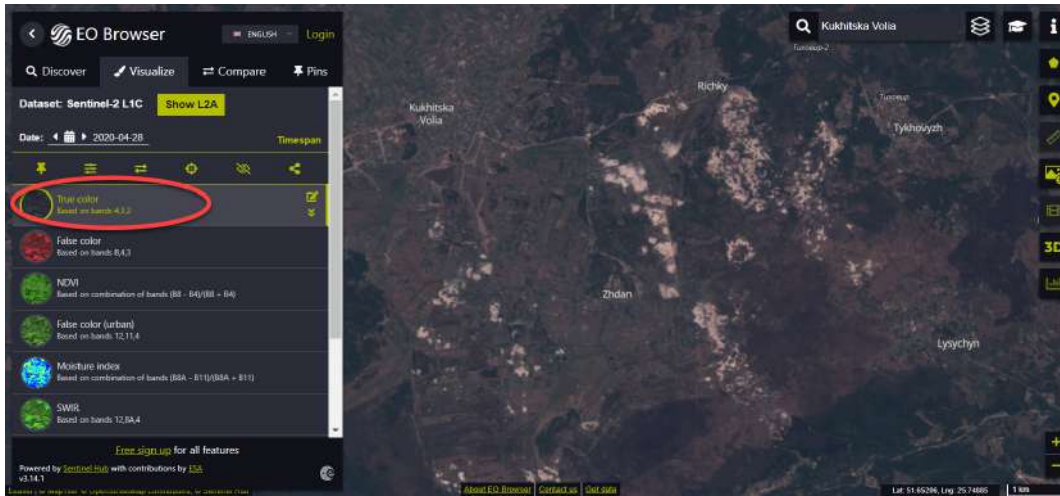 EO Browser
ENGLISH
Login
Discover
Visualize
Compare
Pins
Dataset: Sentinel-2 L1C
Show L2A
Date:
2020-04-28
Timespan
True color
Based on bands 4,3,2
False color
Based on bands 8,4,3
NDVI
Based on combination of bands (B8 - B4)/(B8 + B4)
False color (urban)
Based on bands 12,11,4
Moisture index
Based on combination of bands (B8A - B11)/(B8A + B11)
SWIR
Based on bands 12,8A,4
Free sign up for all features
Powered by Sentinel Hub with contributions by ESA
v3.14.1
Kukhitska Volia
Richky
Kukhitska
Volia
Tykhovyzh
Zhdan
Lysychyn
3D
About EO Browser
Contact us
Get data
Lat: 51.65286, Lng: 25.74885
1 km